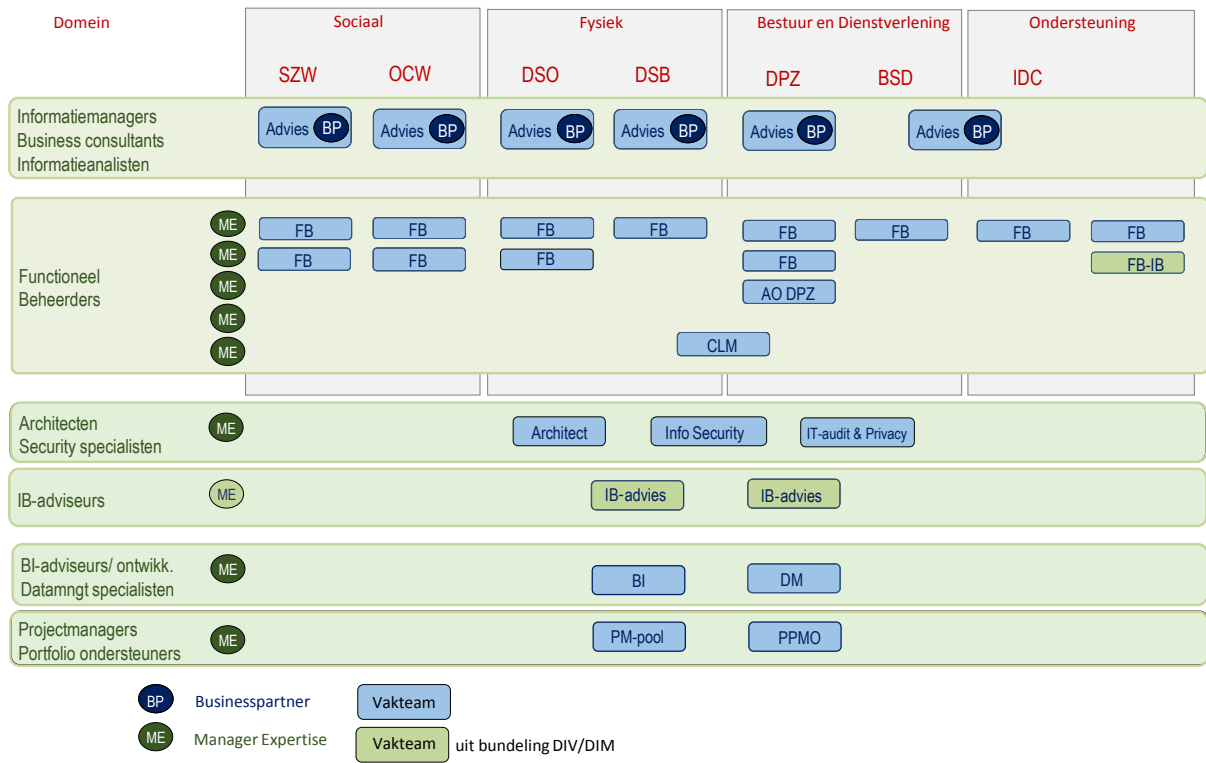 Domein
Sociaal
Fysiek
Bestuur en Dienstverlening
Ondersteuning
SZW
OCW
DSO
DSB
DPZ
BSD
IDC
Informatiemanagers
Business consultants
Informatieanalisten
Advies BP
Advies BP
Advies BP
Advies BP
Advies BP
Advies BP
Functioneel
Beheerders
ME
FB
FB
FB
FB
FB
FB
FB
FB
ME
FB
FB
FB
FB
FB-IB
ME
AO DPZ
ME
ME
CLM
Architecten
Security specialisten
ME
Architect
Info Security
IT-audit & Privacy
IB-adviseurs
ME
IB-advies
IB-advies
BI-adviseurs/ ontwikk.
Datamngt specialisten
ME
BI
DM
Projectmanagers
Portfolio ondersteuners
ME
PM-pool
PPMO
BP
Businesspartner
Vakteam
ME
Manager Expertise
Vakteam
uit bundeling DIV/DIM